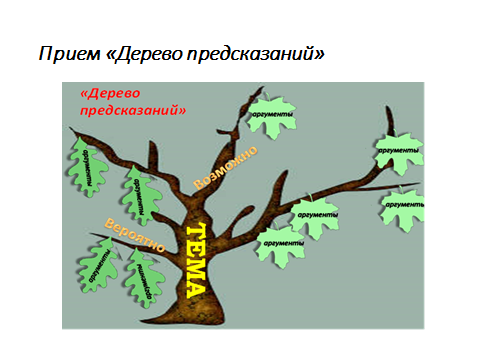 Прием «Дерево предсказаний»
«Дерево
предсказаний»
аргументы
Возможно
аргументы
аргументы
аргументы
аргументы
аргументы
Вероятно
ТЕМА
аргументы
аргументы
аргументы